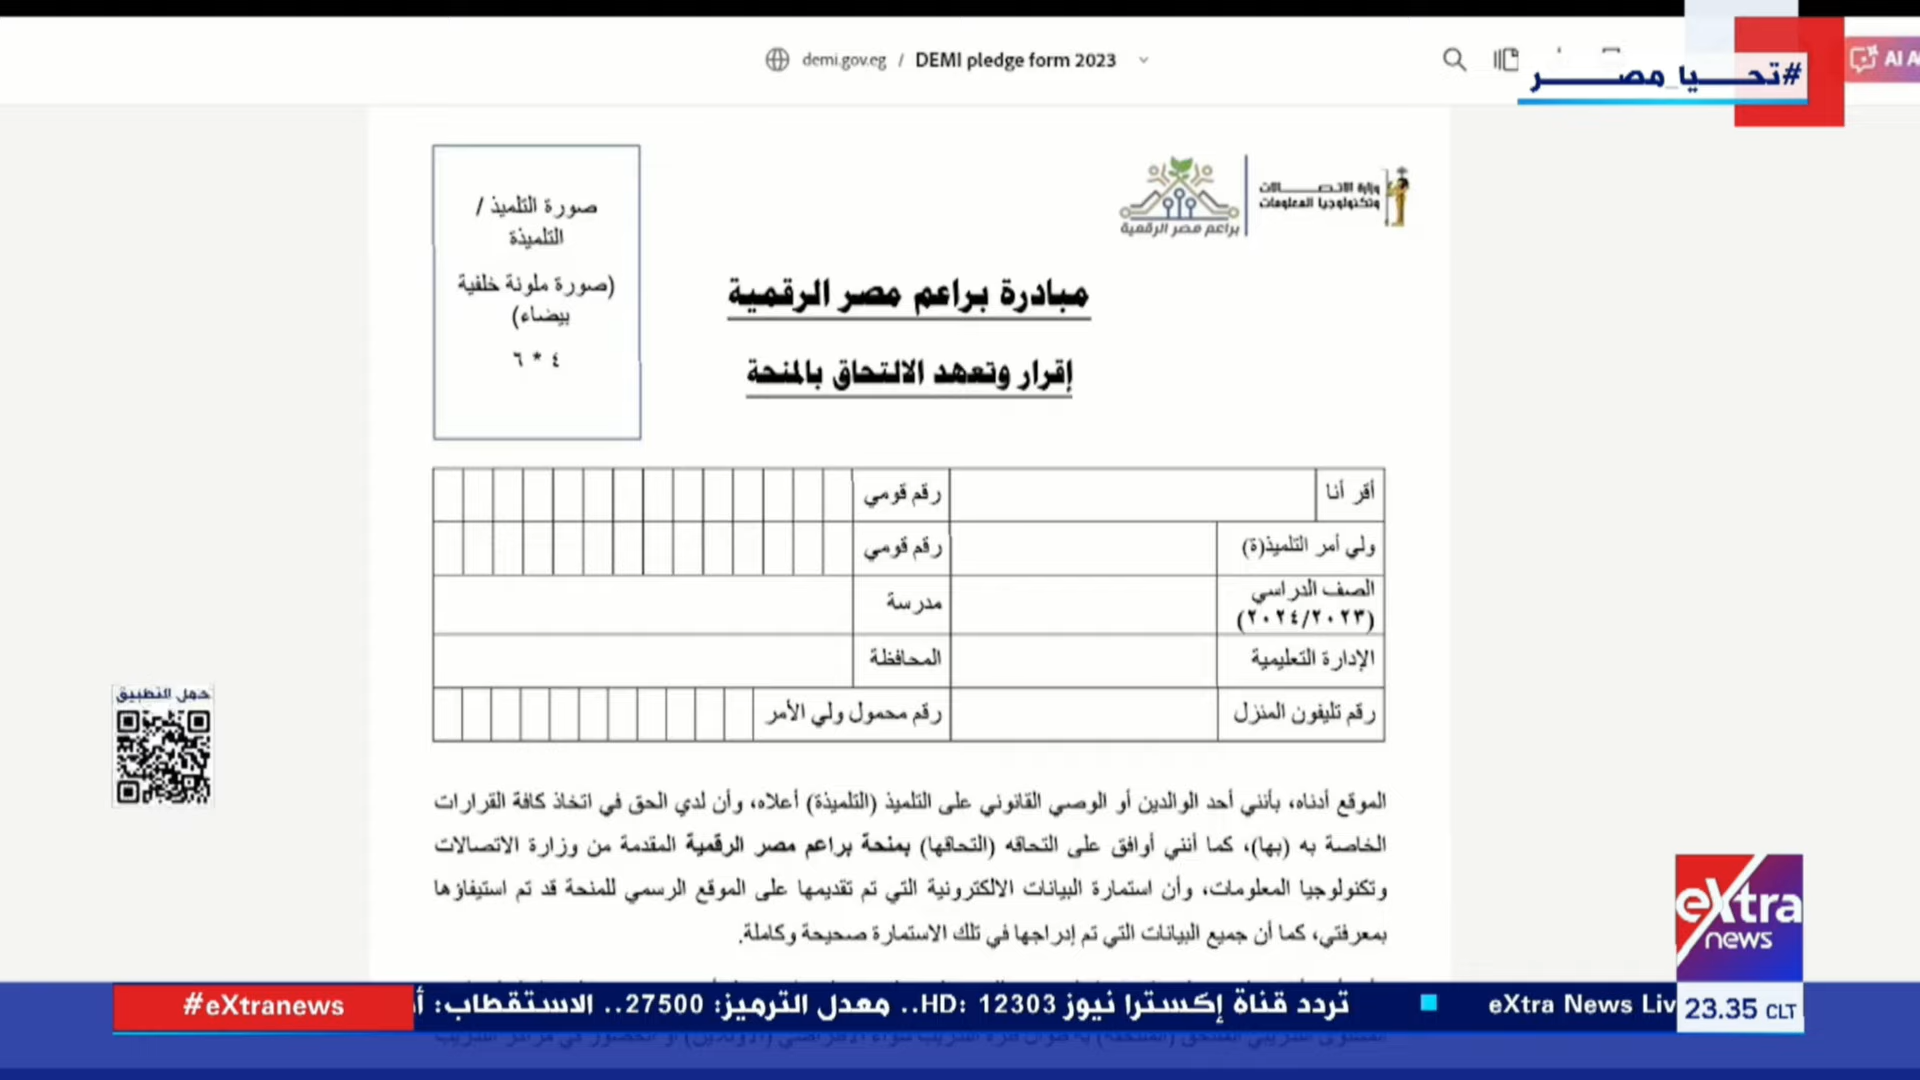 demi.gov.eg / DEMI pledge form 2023
#تحـــيا_مصـــر
صورة التلميذ /
التلميذة
(صورة ملونة خلفية
بيضاء)
٤ * ٦
براعم مصر الرقمية
وزارة الاتصـــالات
وتكنولوجيا المعلومات
مبادرة براعم مصر الرقمية
إقرار وتعهد الالتحاق بالمنحة
أقر أنا
رقم قومي
ولي أمر التلميذ(ة)
رقم قومي
الصف الدراسي
(٢٠٢٤/٢٠٢٣)
مدرسة
الإدارة التعليمية
المحافظة
رقم تليفون المنزل
رقم محمول ولي الأمر
الموقع أدناه، بأنني أحد الوالدين أو الوصي القانوني على التلميذ (التلميذة) أعلاه، وأن لدي الحق في اتخاذ كافة القرارات
الخاصة به (بها)، كما أنني أوافق على التحاقه (التحاقها) بمنحة براعم مصر الرقمية المقدمة من وزارة الاتصالات
وتكنولوجيا المعلومات، وأن استمارة البيانات الالكترونية التي تم تقديمها على الموقع الرسمي للمنحة قد تم استيفاؤها
بمعرفتي، كما أن جميع البيانات التي تم إدراجها في تلك الاستمارة صحيحة وكاملة.
حمل التطبيق
eXtra
news
#eXtranews
تردد قناة إكسترا نيوز HD: 12303.. معدل الترميز: 27500.. الاستقطاب:
eXtra News Liv
23.35 CLT